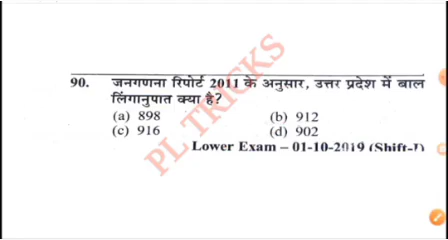 90. जनगणना रिपोर्ट 2011 के अनुसार, उत्तर प्रदेश में बाल
लिंगानुपात क्या है?
(a) 898 (b) 912
(c) 916 (d) 902
Lower Exam – 01-10-2019 (Shift-I)
PL TRICKS